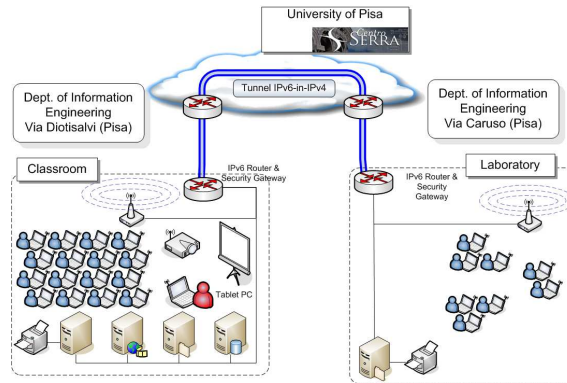 University of Pisa
Centro
SERRA
Tunnel IPv6-in-IPv4
Dept. of Information
Engineering
Via Diotisalvi (Pisa)
Dept. of Information
Engineering
Via Caruso (Pisa)
Classroom
IPv6 Router &
Security Gateway
Laboratory
IPv6 Router &
Security
Gateway
Tablet PC